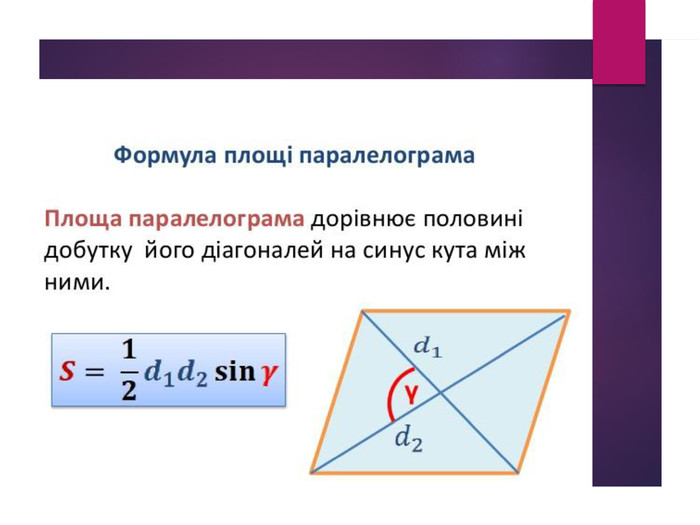 Формула площі паралелограма
Площа паралелограма дорівнює половині
добутку його діагоналей на синус кута між
ними.
S = 1/2 d₁d₂ sin γ
d₁
γ
d₂